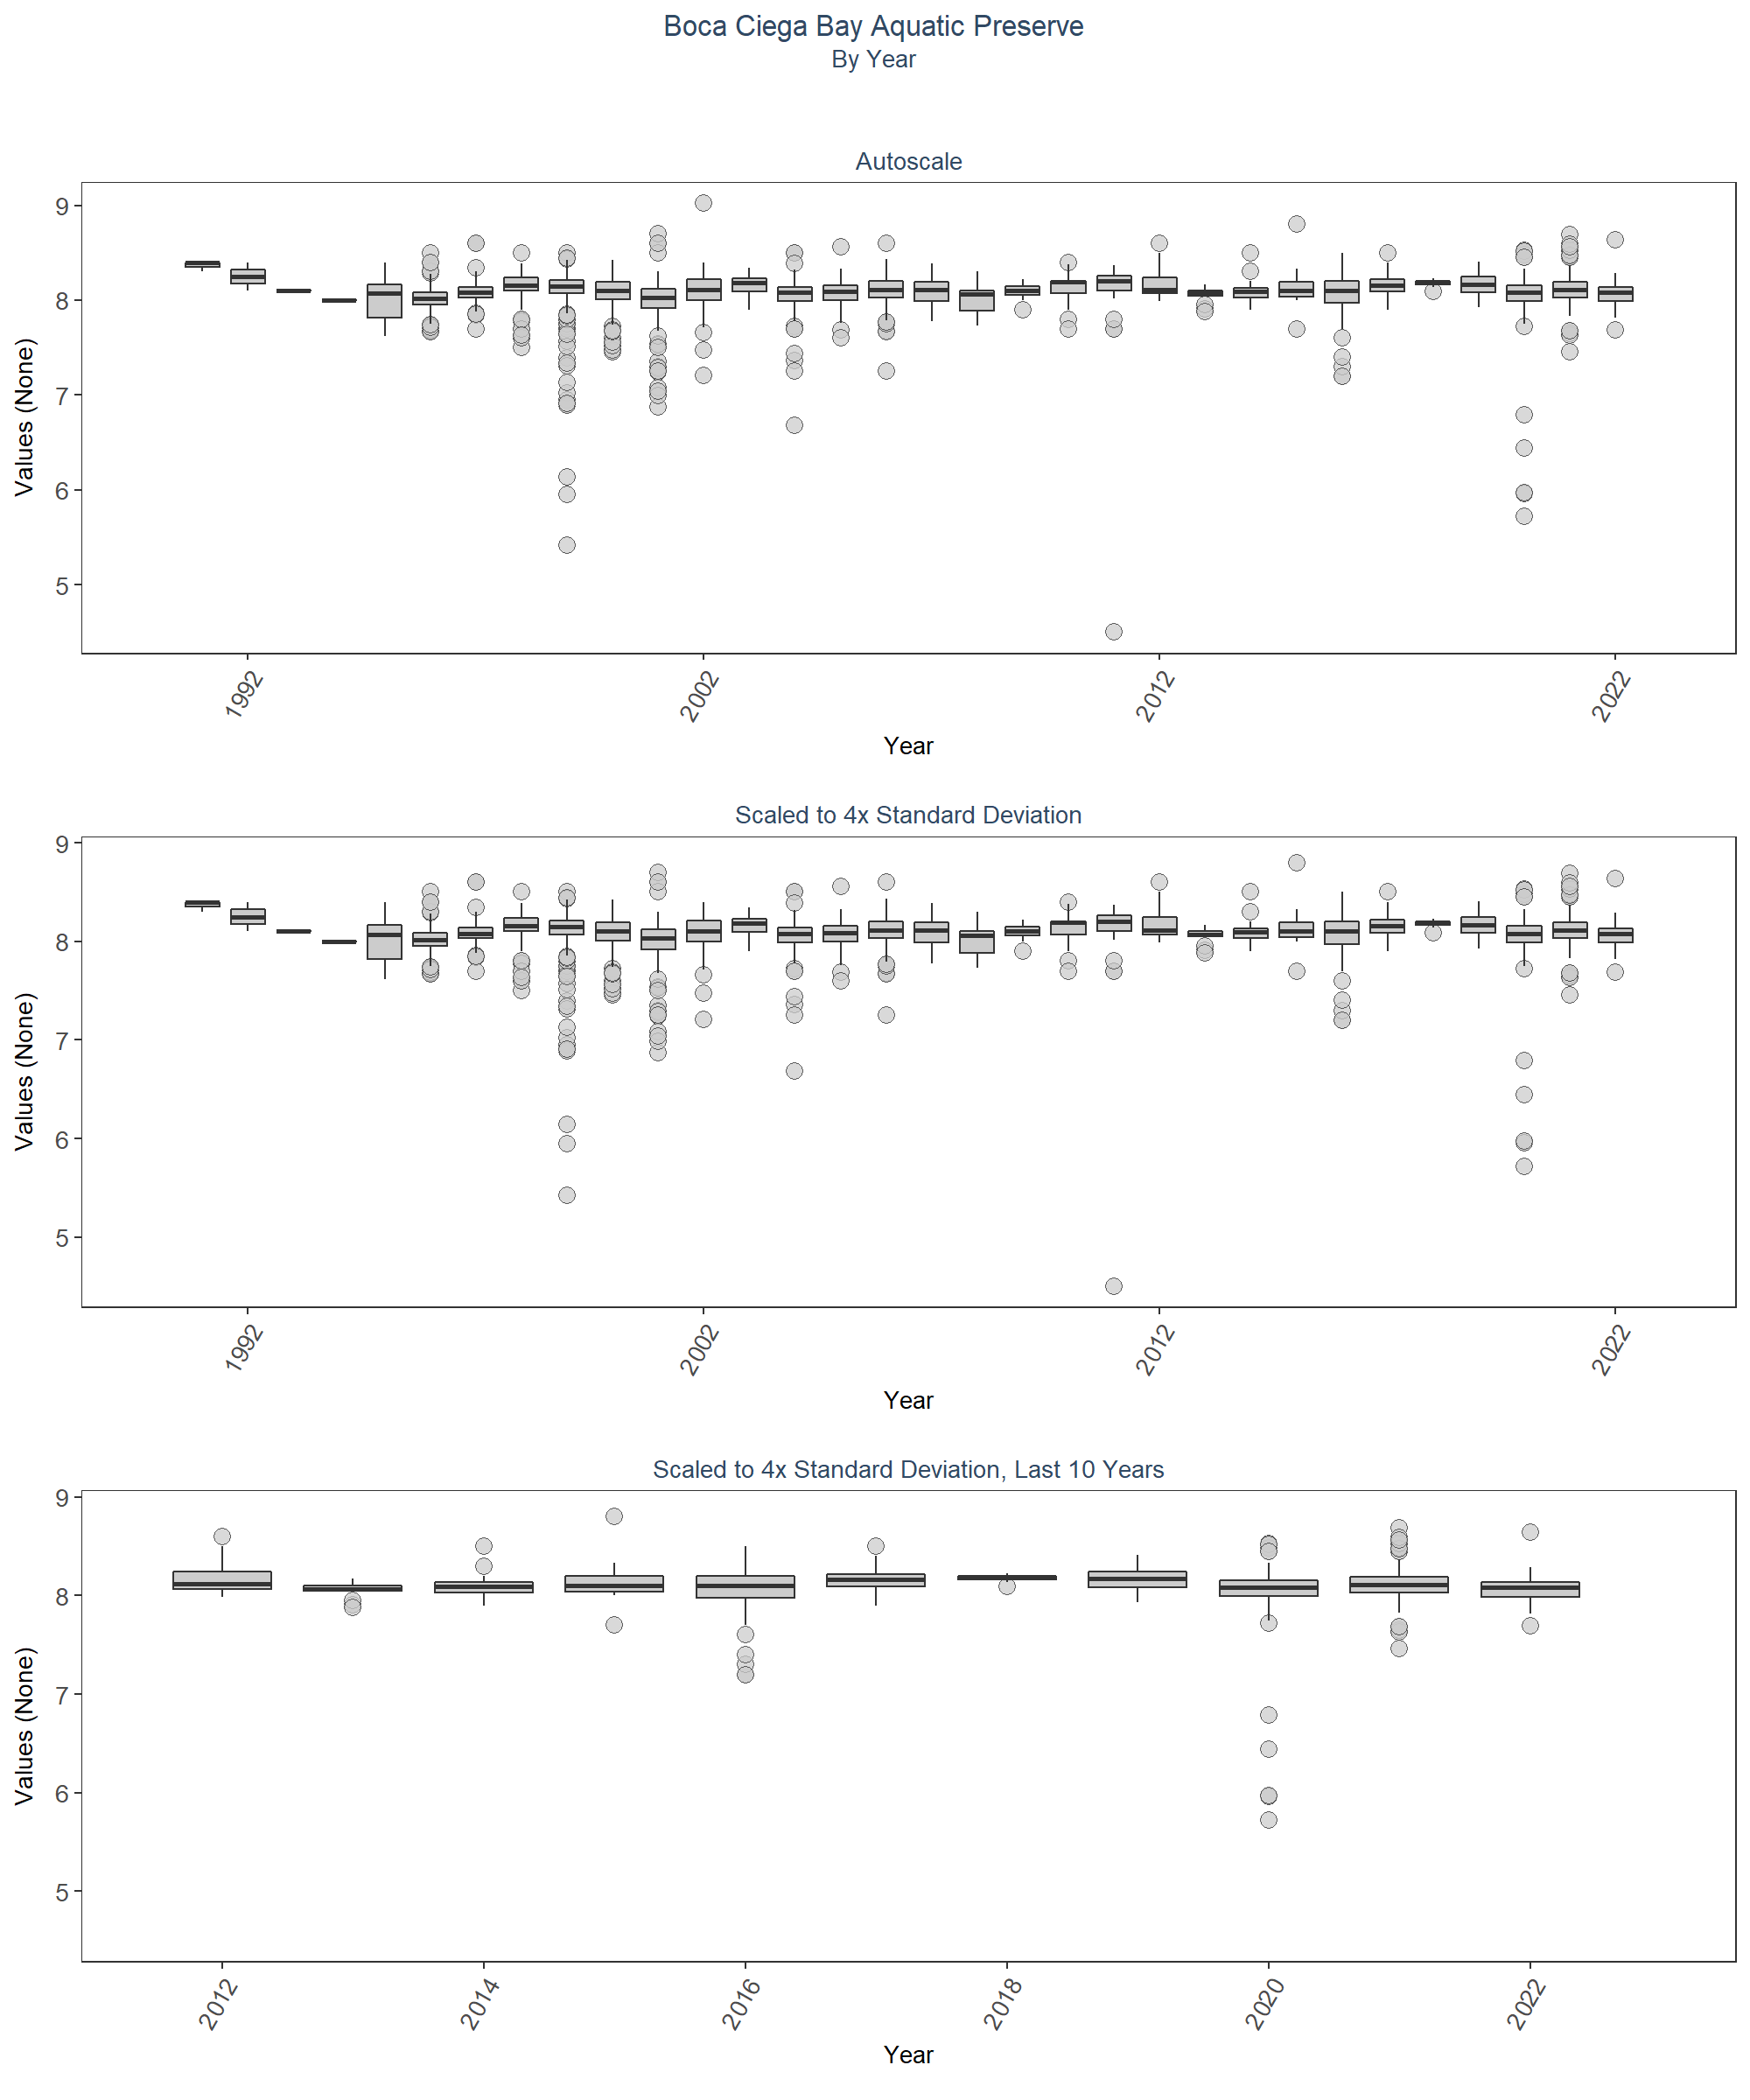 Boca Ciega Bay Aquatic Preserve
By Year
Autoscale
Values (None)
9
8
7
6
5
1992 2002 2012 2022
Year
Scaled to 4x Standard Deviation
Values (None)
9
8
7
6
5
1992 2002 2012 2022
Year
Scaled to 4x Standard Deviation, Last 10 Years
Values (None)
9
8
7
6
5
2012 2014 2016 2018 2020 2022
Year